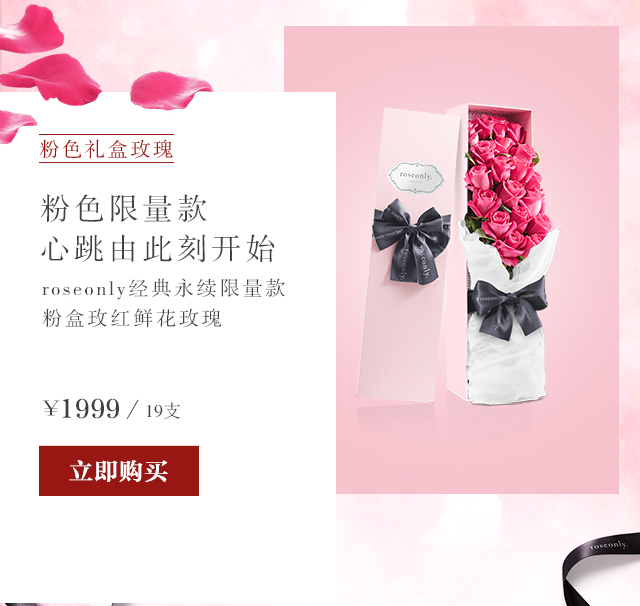 粉色礼盒玫瑰
粉色限量款
心跳由此刻开始
roseonly经典永续限量款
粉盒玫红鲜花玫瑰
¥1999 / 19支
立即购买
roseonly.
roseonly.
roseonly.
roseonly.